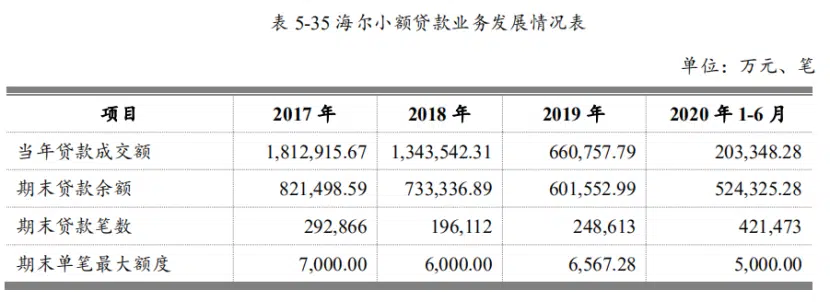 表 5-35 海尔小额贷款业务发展情况表
单位：万元、笔
项目 2017 年 2018 年 2019 年 2020 年 1-6 月
当年贷款成交额 1,812,915.67 1,343,542.31 660,757.79 203,348.28
期末贷款余额 821,498.59 733,336.89 601,552.99 524,325.28
期末贷款笔数 292,866 196,112 248,613 421,473
期末单笔最大额度 7,000.00 6,000.00 6,567.28 5,000.00